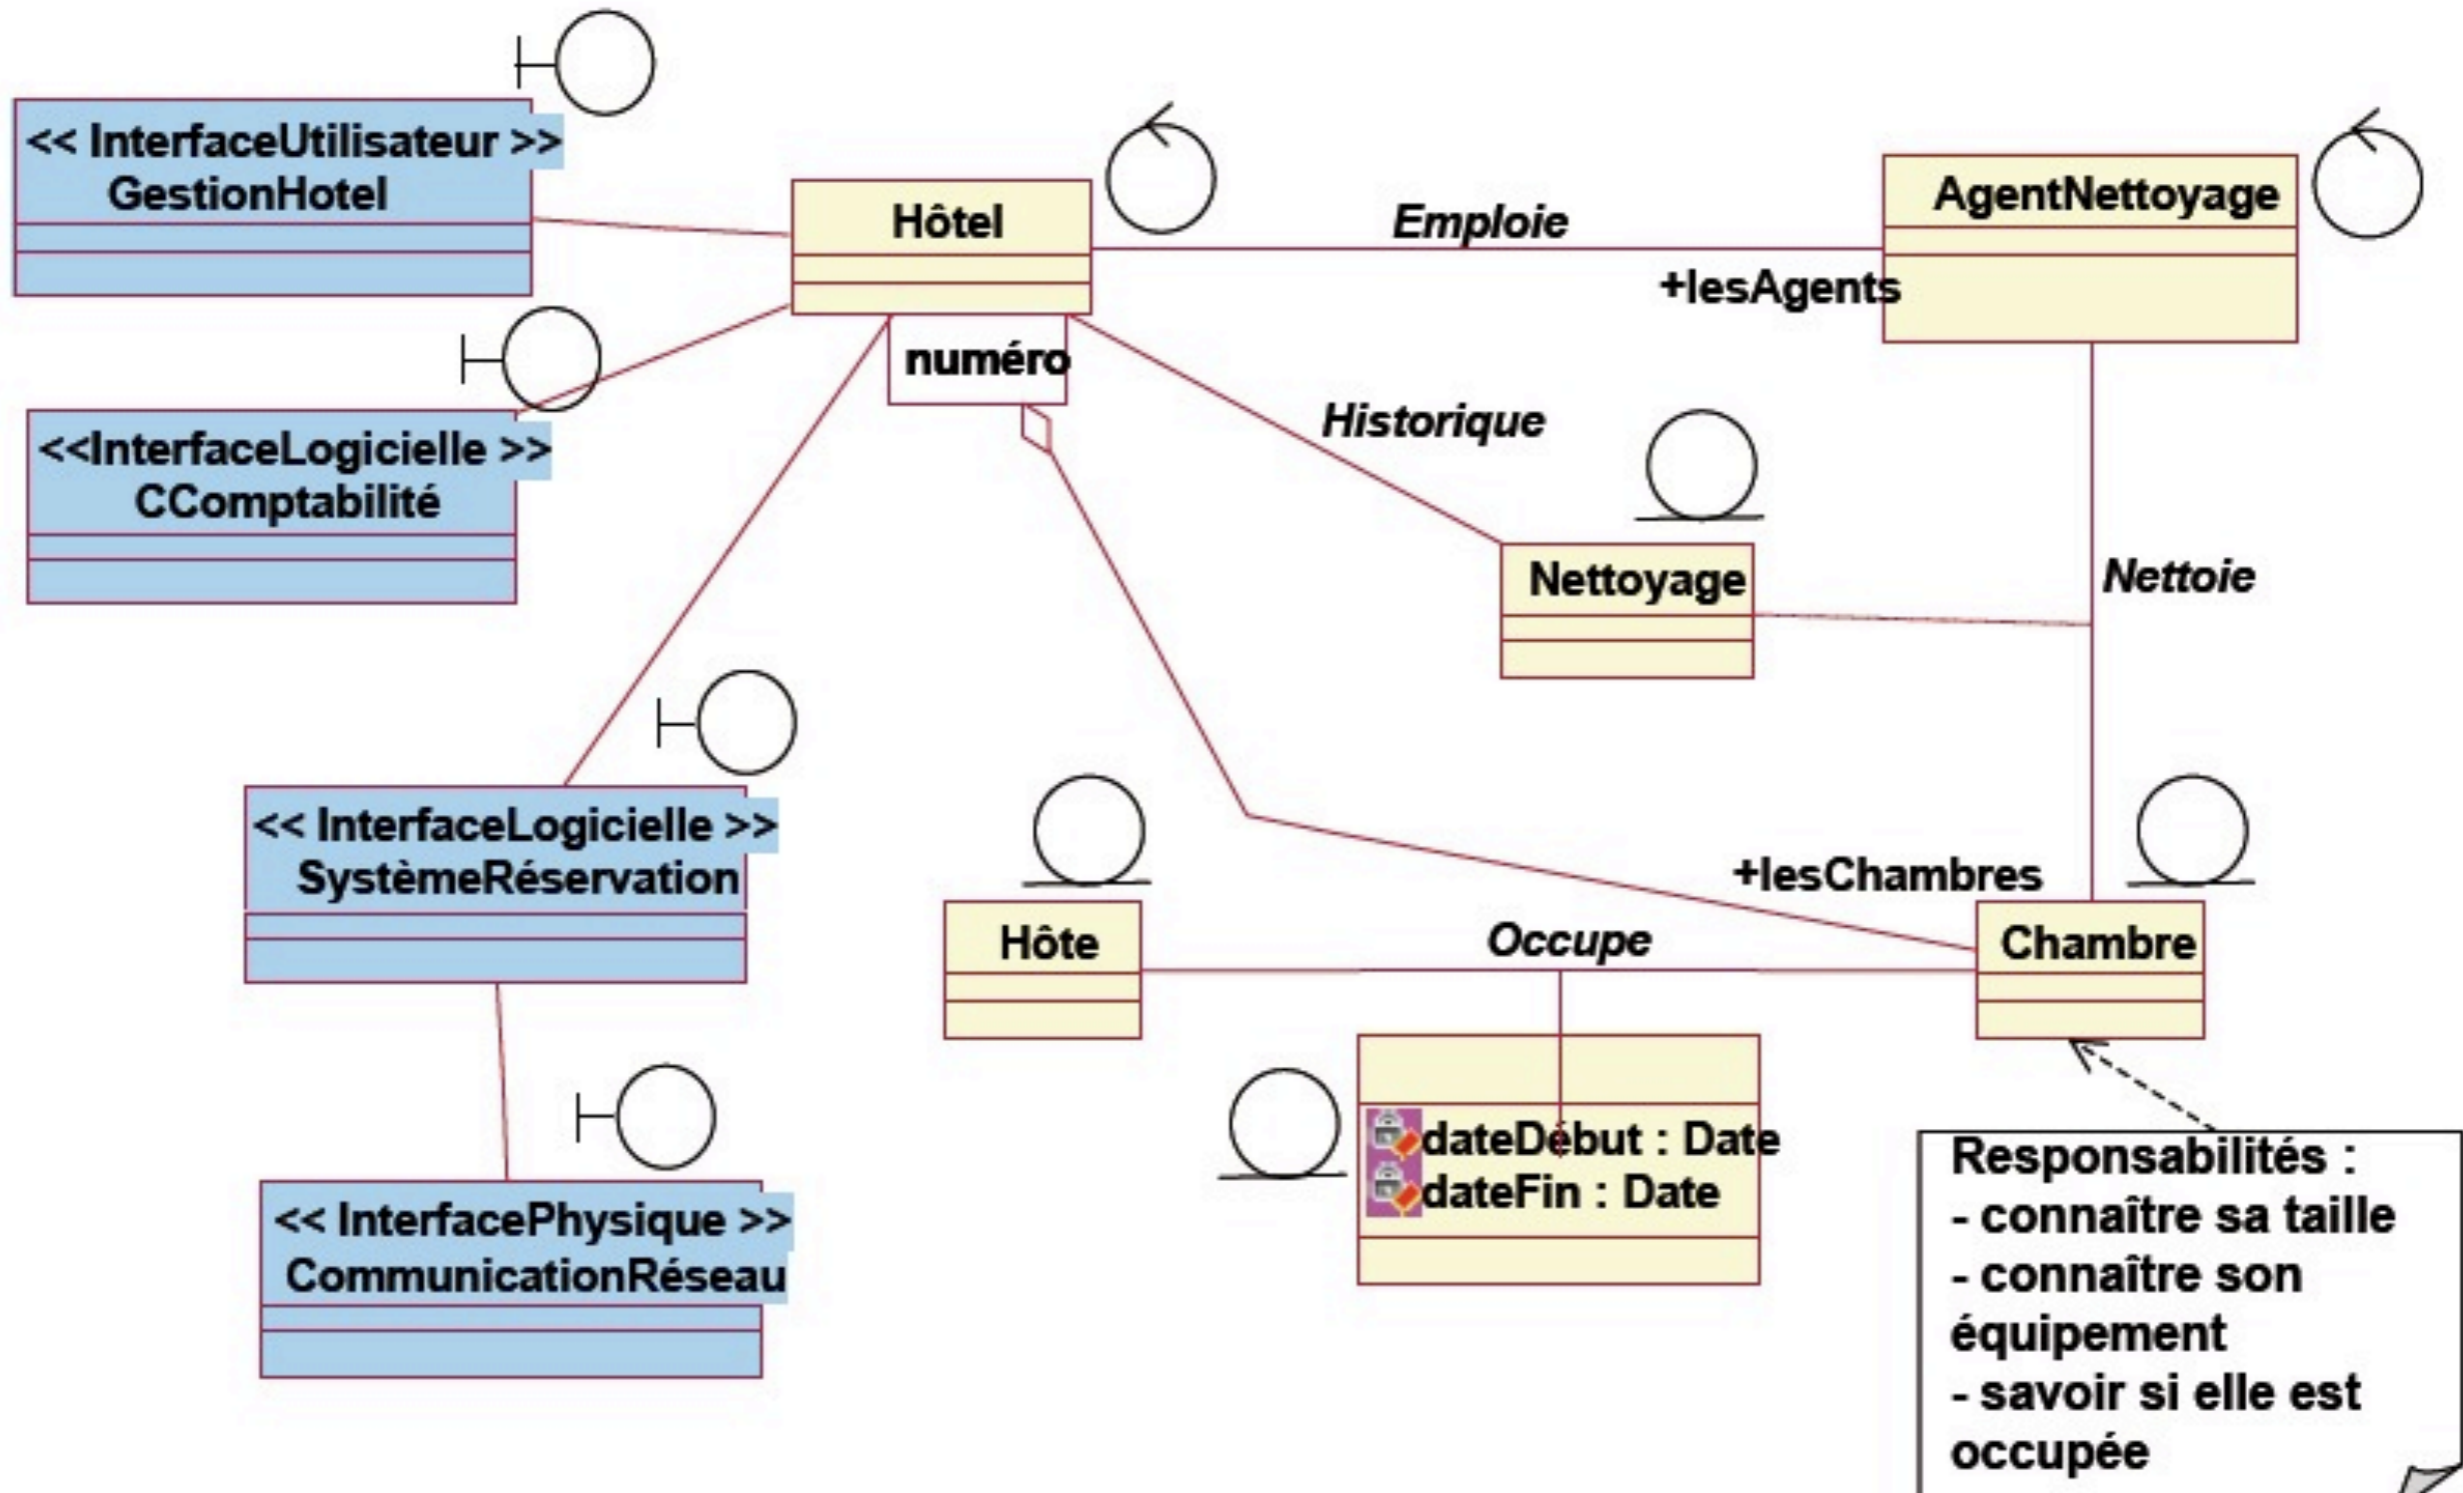 << InterfaceUtilisateur >>
GestionHotel
Hôtel
numéro
Emploie
+lesAgents
AgentNettoyage
<<InterfaceLogicielle >>
CComptabilité
Historique
Nettoyage
Nettoie
<< InterfaceLogicielle >>
SystèmeRéservation
+lesChambres
Hôte
Occupe
Chambre
dateDébut : Date
dateFin : Date
<< InterfacePhysique >>
CommunicationRéseau
Responsabilités :
- connaître sa taille
- connaître son
équipement
- savoir si elle est
occupée